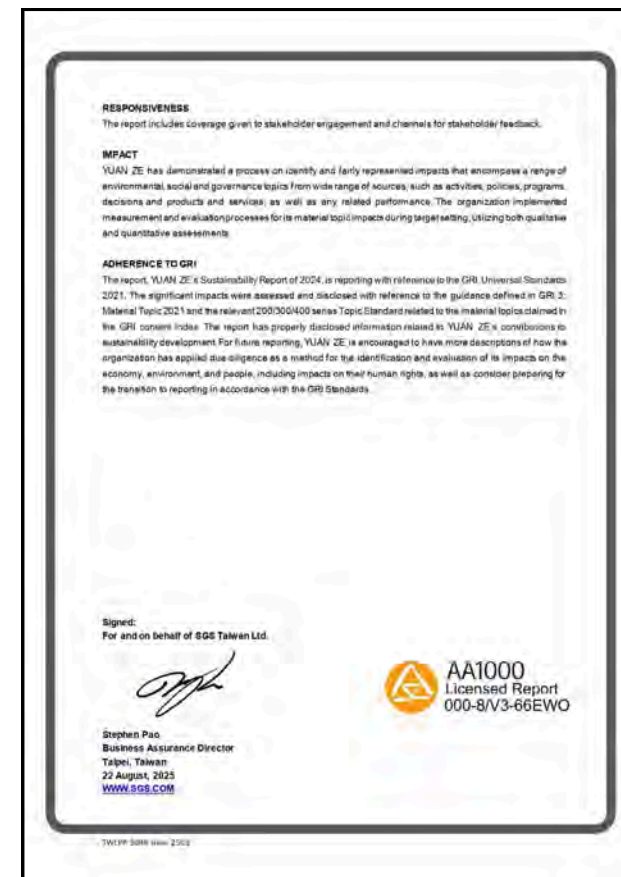 RESPONSIVENESS
The report includes coverage given to stakeholder engagement and channels for stakeholder feedback.
IMPACT
YUAN ZE has demonstrated a process on identify and fairly represented impacts that encompass a range of
environmental, social and governance topics from wide range of sources, such as activities, policies, programs,
decisions and products and services, as well as any related performance. The organization implemented
measurement and evaluation processes for its material topic impacts during target setting, utilizing both qualitative
and quantitative assessments.
ADHERENCE TO GRI
The report, YUAN ZE's Sustainability Report of 2024, is reporting with reference to the GRI Universal Standards
2021. The significant impacts were assessed and disclosed with reference to the guidance defined in GRI 3:
Material Topic 2021 and the relevant 200/300/400 series Topic Standard related to the material topics claimed in
the GRI content index. The report has properly disclosed information related to YUAN ZE's contributions to
sustainability development. For future reporting, YUAN ZE is encouraged to have more descriptions of how the
organization has applied due diligence as a method for the identification and evaluation of its impacts on the
economy, environment, and people, including impacts on their human rights, as well as consider preparing for
the transition to reporting in accordance with the GRI Standards.
Signed:
For and on behalf of SGS Taiwan Ltd.
Stephen Pao
Business Assurance Director
Taipei, Taiwan
22 August, 2025
WWW.SGS.COM
AA1000
Licensed Report
000-8/V3-66EWO